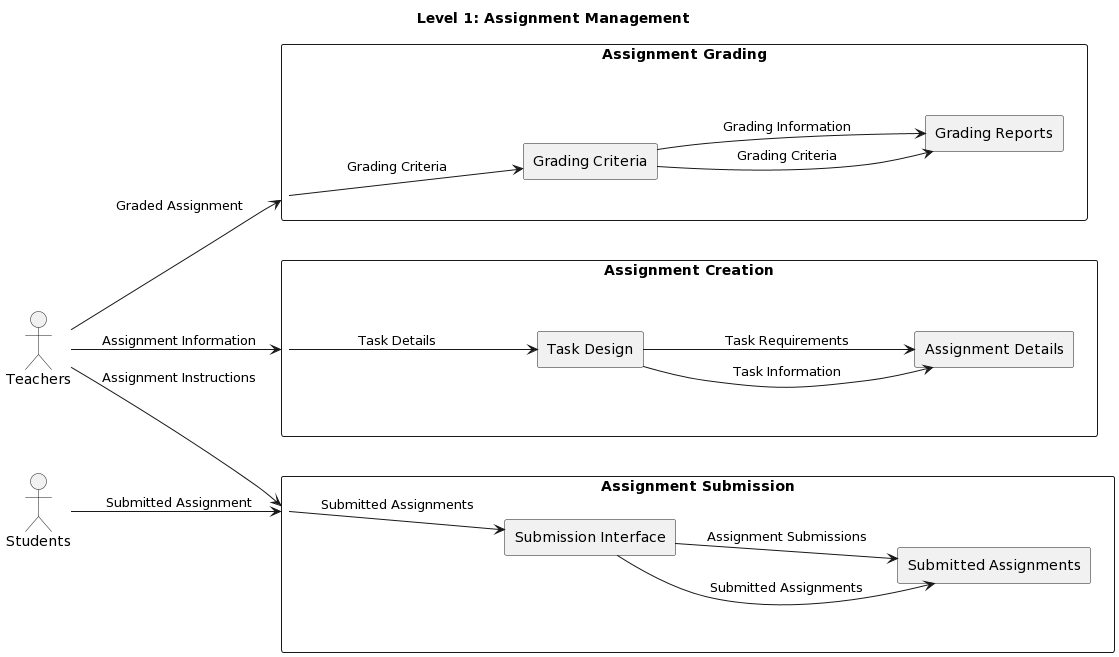 Level 1: Assignment Management
Assignment Grading
Grading Information
Grading Reports
Grading Criteria
Grading Criteria
Grading Criteria
Graded Assignment
Assignment Creation
Teachers
Assignment Information
Task Details
Task Design
Task Requirements
Assignment Details
Task Information
Assignment Instructions
Assignment Submission
Students
Submitted Assignment
Submitted Assignments
Submission Interface
Assignment Submissions
Submitted Assignments
Submitted Assignments